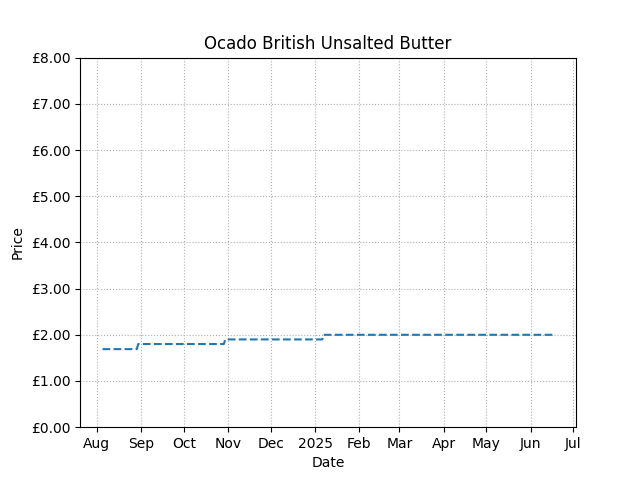 Ocado British Unsalted Butter
£8.00
£7.00
£6.00
£5.00
£4.00
£3.00
£2.00
£1.00
£0.00
Price
Aug Sep Oct Nov Dec 2025 Feb Mar Apr May Jun Jul
Date